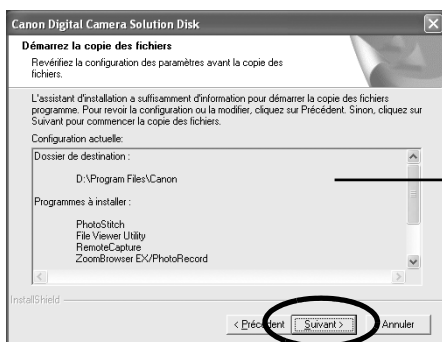 Canon Digital Camera Solution Disk
Démarrez la copie des fichiers
Revérifiez la configuration des paramètres avant la copie des
fichiers.
L'assistant d'installation a suffisamment d'information pour démarrer la copie des fichiers
programme. Pour revoir la configuration ou la modifier, cliquez sur Précédent. Sinon, cliquez sur
Suivant pour commencer la copie des fichiers.
Configuration actuelle:
Dossier de destination :
D:\Program Files\Canon
Programmes à installer :
PhotoStitch
File Viewer Utility
RemoteCapture
ZoomBrowser EX/PhotoRecord
InstallShield
< Précédent
Suivant >
Annuler